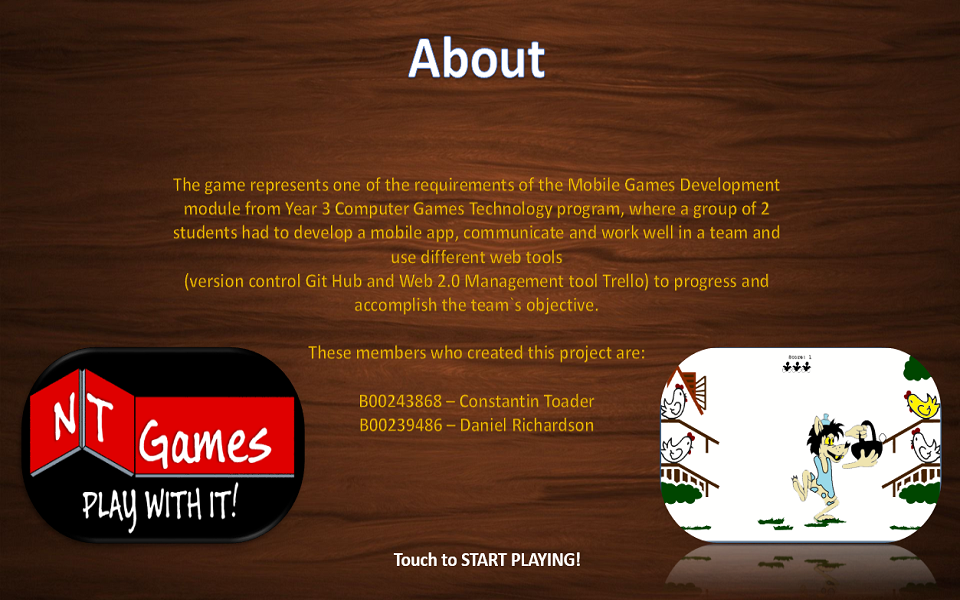 About
The game represents one of the requirements of the Mobile Games Development
module from Year 3 Computer Games Technology program, where a group of 2
students had to develop a mobile app, communicate and work well in a team and
use different web tools
(version control Git Hub and Web 2.0 Management tool Trello) to progress and
accomplish the team`s objective.
These members who created this project are:
B00243868 – Constantin Toader
B00239486 – Daniel Richardson
NT
Games
PLAY WITH IT!
Score: 1
Touch to START PLAYING!